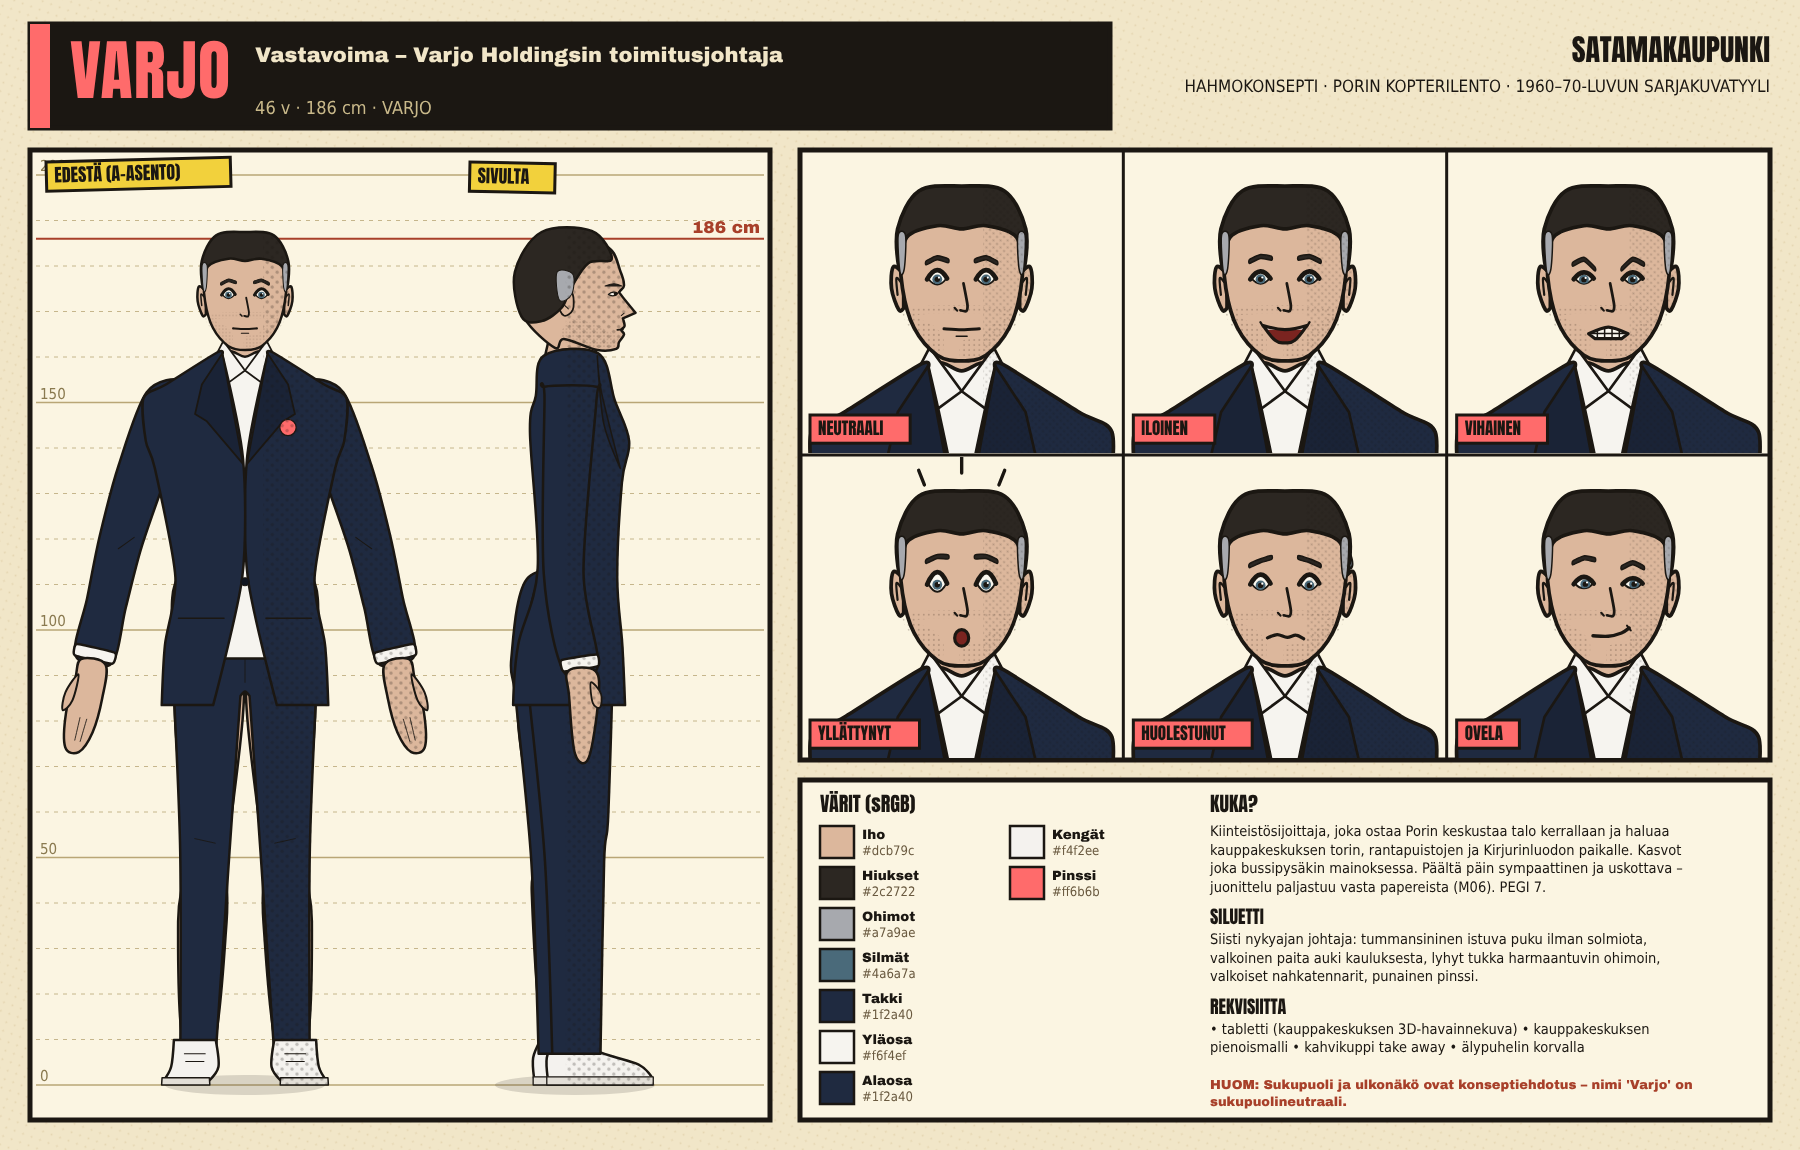 VARJO
Vastavoima – Varjo Holdingsin toimitusjohtaja
46 v · 186 cm · VARJO
SATAMAKAUPUNKI
HAHMOKONSEPTI · PORIN KOPTERILENTO · 1960–70-LUVUN SARJAKUVATYYLI
EDESTÄ (A-ASENTO)
SIVULTA
186 cm
150
100
50
0
NEUTRAALI
ILOINEN
VIHAINEN
YLLÄTTYNYT
HUOLESTUNUT
OVELA
VÄRIT (sRGB)
Iho
#dcb79c
Hiukset
#2c2722
Ohimot
#a7a9ae
Silmät
#4a6a7a
Takki
#1f2a40
Yläosa
#f6f4ef
Alaosa
#1f2a40
Kengät
#f4f2ee
Pinssi
#ff6b6b
KUKA?
Kiinteistösijoittaja, joka ostaa Porin keskustaa talo kerrallaan ja haluaa
kauppakeskuksen torin, rantapuistojen ja Kirjurinluodon paikalle. Kasvot
joka bussipysäkin mainoksessa. Päältä päin sympaattinen ja uskottava –
juonittelu paljastuu vasta papereista (M06). PEGI 7.
SILUETTI
Siisti nykyajan johtaja: tummansininen istuva puku ilman solmiota,
valkoinen paita auki kauluksesta, lyhyt tukka harmaantuvin ohimoin,
valkoiset nahkatennarit, punainen pinssi.
REKVISIITTA
• tabletti (kauppakeskuksen 3D-havainnekuva) • kauppakeskuksen
pienoismalli • kahvikuppi take away • älypuhelin korvalla
HUOM: Sukupuoli ja ulkonäkö ovat konseptiehdotus – nimi 'Varjo' on
sukupuolineutraali.